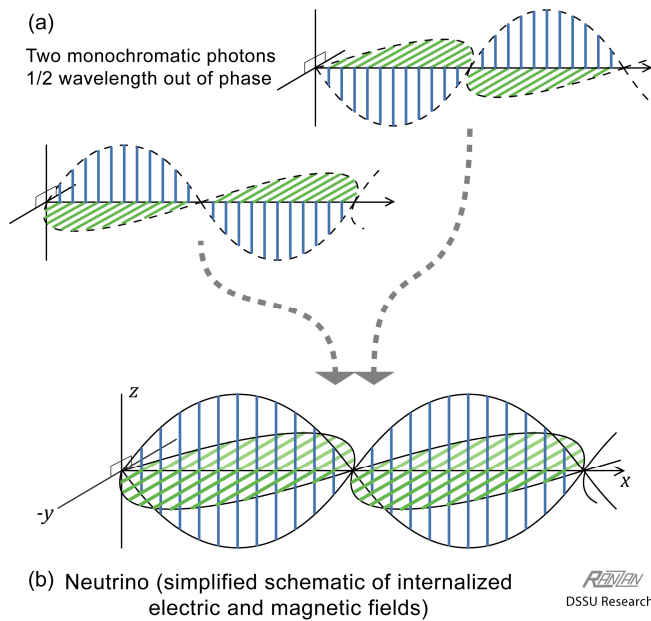 (a)
Two monochromatic photons
1/2 wavelength out of phase
z
x
-y
(b) Neutrino (simplified schematic of internalized
electric and magnetic fields)
RANZAN
DSSU Research